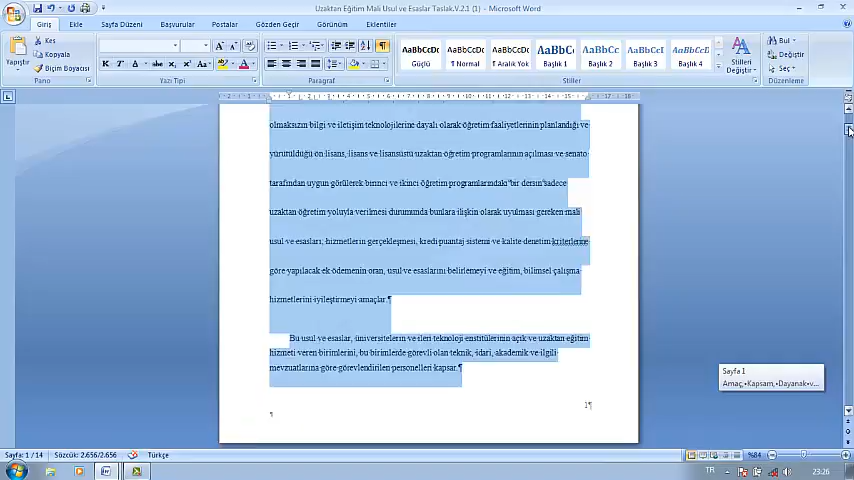 Uzaktan Eğitim Mali Usul ve Esaslar Taslak.V.2.1 (1) - Microsoft Word
Giriş Ekle Sayfa Düzeni Başvurular Postalar Gözden Geçir Görünüm Eklentiler
Yapıştır
Kes
Kopyala
Biçim Boyacısı
Pano
Yazı Tipi
Paragraf
AaBbCcDc AaBbCcDc AaBbCcDc AaBbC AaBbCc AaBbCcI AaBbCcI
Güçlü ¶ Normal ¶ Aralık Yok Başlık 1 Başlık 2 Başlık 3 Başlık 4
Stilleri Değiştir
Stiller
Bul
Değiştir
Seç
Düzenleme
olmaksızın bilgi ve iletişim teknolojilerine dayalı olarak öğretim faaliyetlerinin planlandığı ve
yürütüldüğü ön lisans, lisans ve lisansüstü uzaktan öğretim programlarının açılması ve senato
tarafından uygun görülerek birinci ve ikinci öğretim programlarındaki "bir dersin" sadece
uzaktan öğretim yoluyla verilmesi durumunda bunlara ilişkin olarak uyulması gereken mali
usul ve esasları; hizmetlerin gerçekleşmesi, kredi puantaj sistemi ve kalite denetim kriterlerine
göre yapılacak ek ödemenin oran, usul ve esaslarını belirlemeyi ve eğitim, bilimsel çalışma
hizmetlerini iyileştirmeyi amaçlar.¶
Bu usul ve esaslar, üniversitelerin ve ileri teknoloji enstitülerinin açık ve uzaktan eğitim
hizmeti veren birimlerini, bu birimlerde görevli olan teknik, idari, akademik ve ilgili
mevzuatlarına göre görevlendirilen personelleri kapsar.¶
1¶
¶
Sayfa 1
Amaç, Kapsam, Dayanak v...
Sayfa: 1 / 14 Sözcük: 2.656/2.656 Türkçe %84
TR 23:26